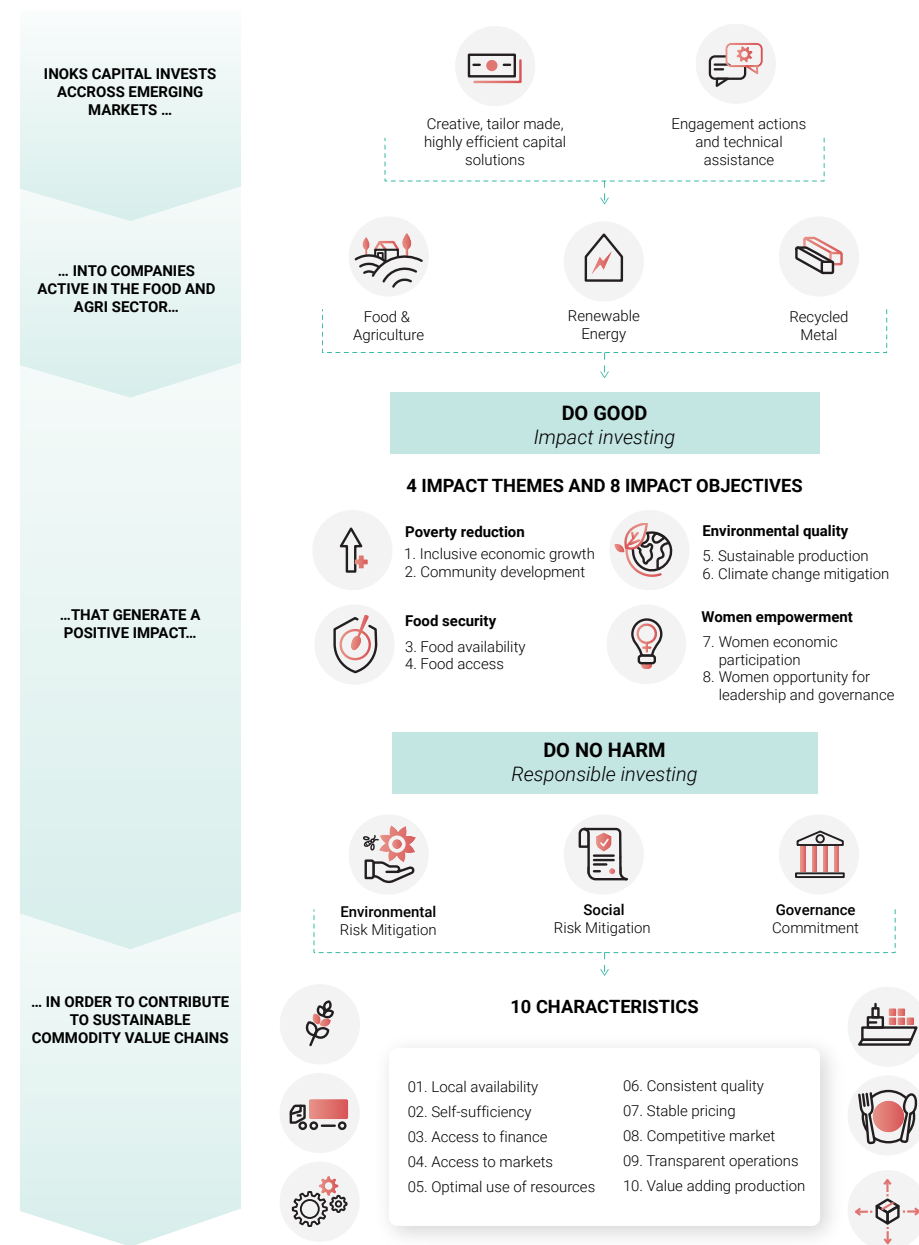 INOKS CAPITAL INVESTS
ACCROSS EMERGING
MARKETS ...
Creative, tailor made,
highly efficient capital
solutions
Engagement actions
and technical
assistance
... INTO COMPANIES
ACTIVE IN THE FOOD AND
AGRI SECTOR...
Food &
Agriculture
Renewable
Energy
Recycled
Metal
DO GOOD
Impact investing
4 IMPACT THEMES AND 8 IMPACT OBJECTIVES
...THAT GENERATE A
POSITIVE IMPACT...
Poverty reduction
1. Inclusive economic growth
2. Community development
Environmental quality
5. Sustainable production
6. Climate change mitigation
Food security
3. Food availability
4. Food access
Women empowerment
7. Women economic
participation
8. Women opportunity for
leadership and governance
DO NO HARM
Responsible investing
Environmental
Risk Mitigation
Social
Risk Mitigation
Governance
Commitment
... IN ORDER TO CONTRIBUTE
TO SUSTAINABLE
COMMODITY VALUE CHAINS
10 CHARACTERISTICS
01. Local availability
02. Self-sufficiency
03. Access to finance
04. Access to markets
05. Optimal use of resources
06. Consistent quality
07. Stable pricing
08. Competitive market
09. Transparent operations
10. Value adding production